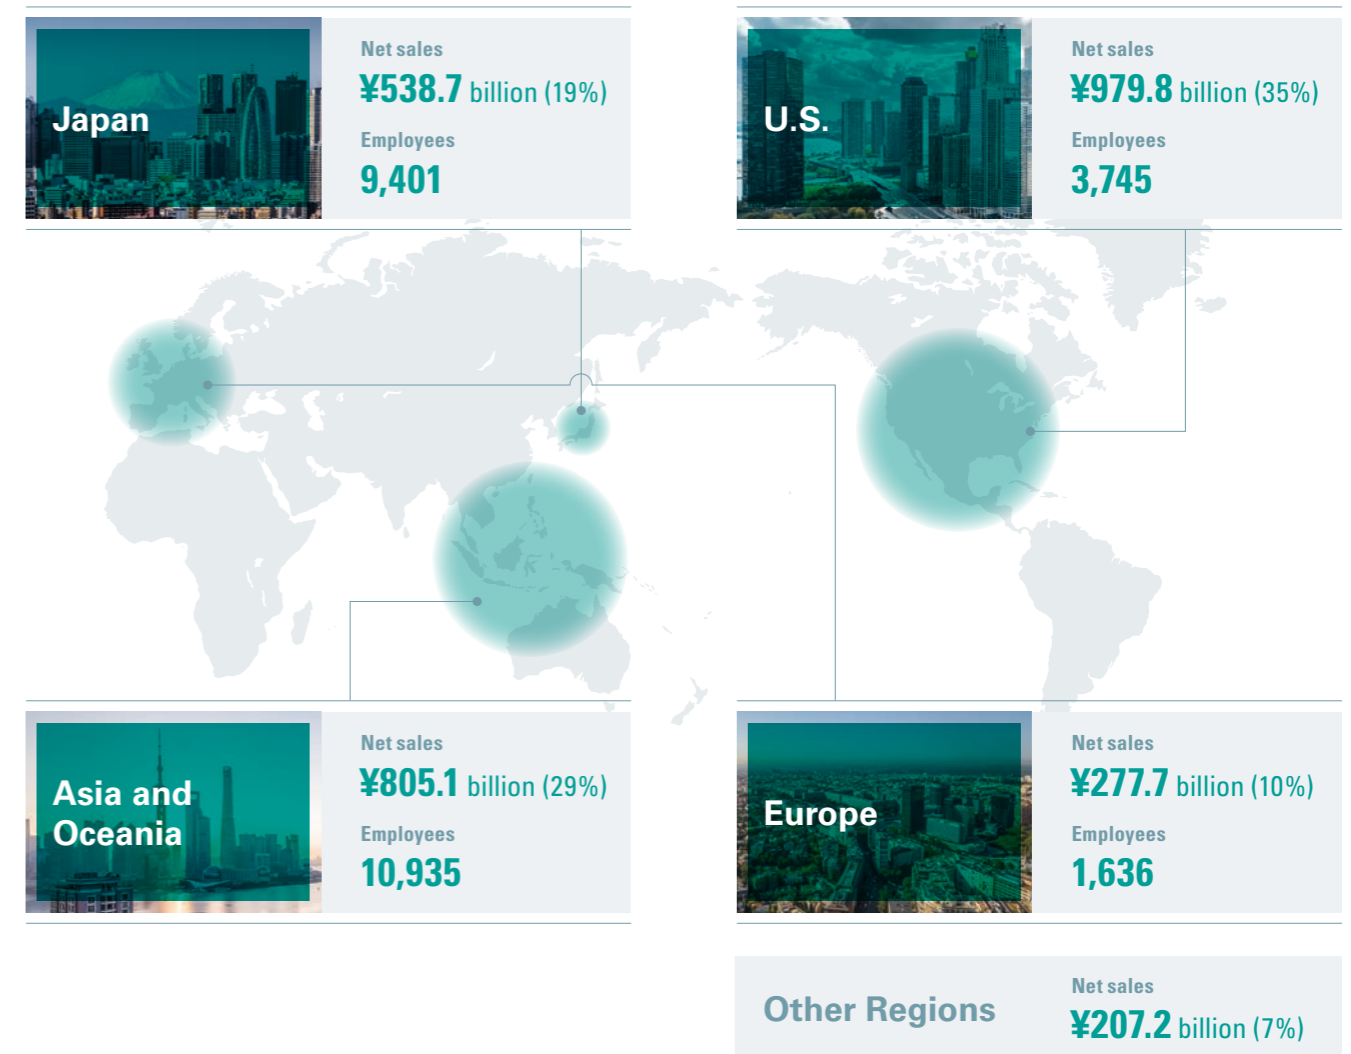 Japan
Net sales
¥538.7 billion (19%)
Employees
9,401
U.S.
Net sales
¥979.8 billion (35%)
Employees
3,745
Asia and
Oceania
Net sales
¥805.1 billion (29%)
Employees
10,935
Europe
Net sales
¥277.7 billion (10%)
Employees
1,636
Other Regions
Net sales
¥207.2 billion (7%)